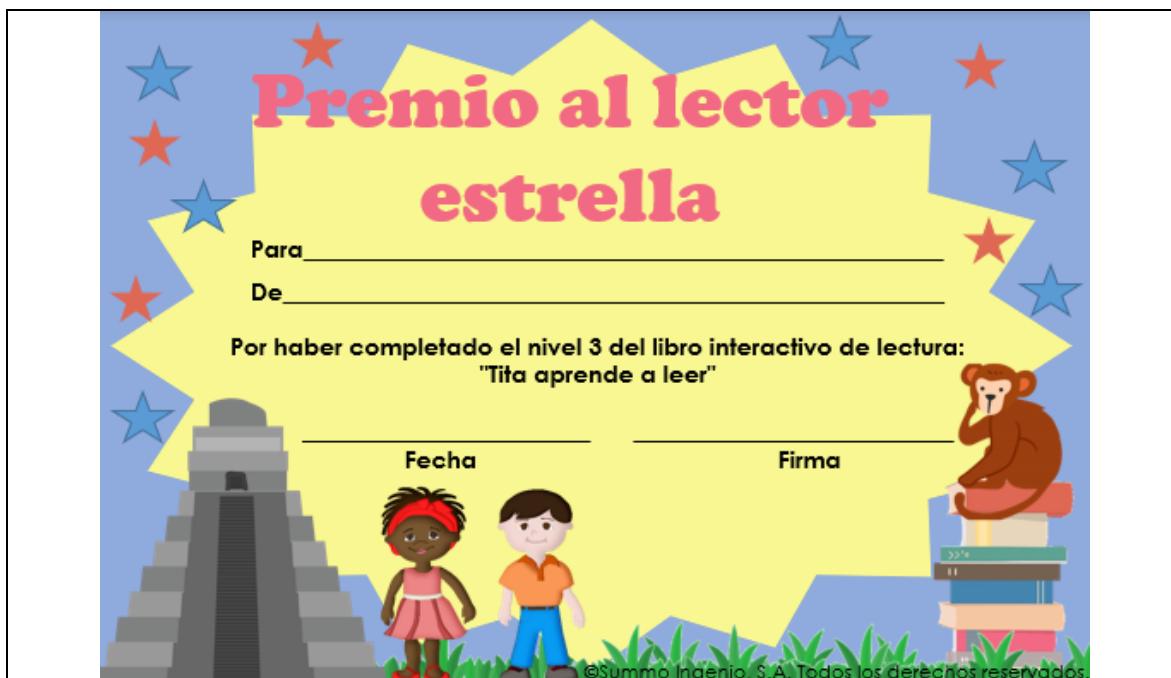 Premio al lector
estrella
Para
De
Por haber completado el nivel 3 del libro interactivo de lectura:
"Tita aprende a leer"
Fecha Firma
©Summo Ingenio, S.A. Todos los derechos reservados.